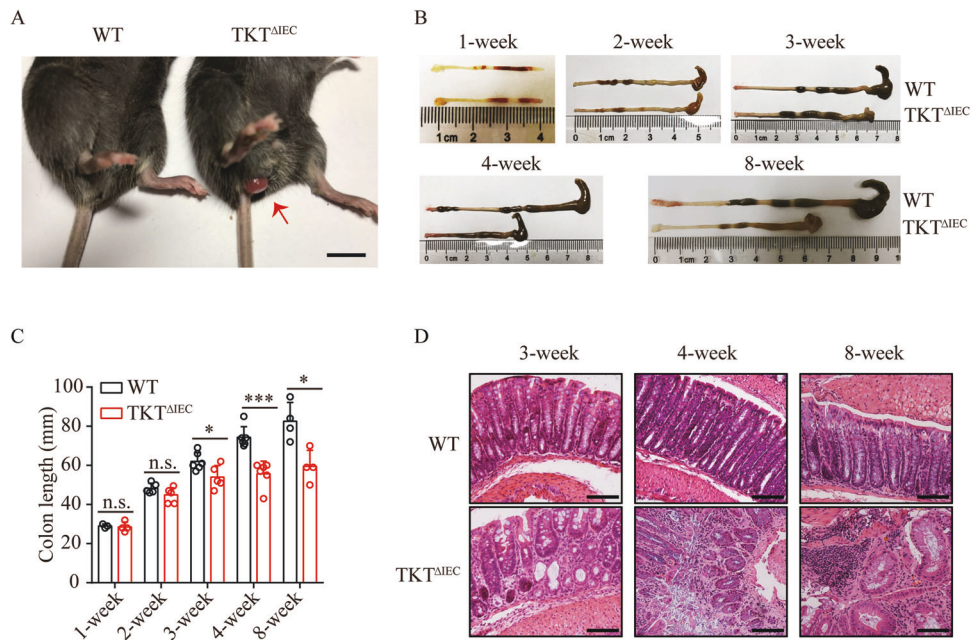 A
WT TKT^ΔIEC
B
1-week 2-week 3-week
WT
TKT^ΔIEC
0 1cm 2 3 4
0 1cm 2 3 4 5
0 1cm 2 3 4 5 6 7 8
4-week 8-week
WT
TKT^ΔIEC
0 1cm 2 3 4 5 6 7 8
0 1cm 2 3 4 5 6 7 8 9 10
C
WT
TKT^ΔIEC
Colon length (mm)
100
80
60
40
20
0
n.s. n.s. * *** *
1-week 2-week 3-week 4-week 8-week
D
3-week 4-week 8-week
WT
TKT^ΔIEC